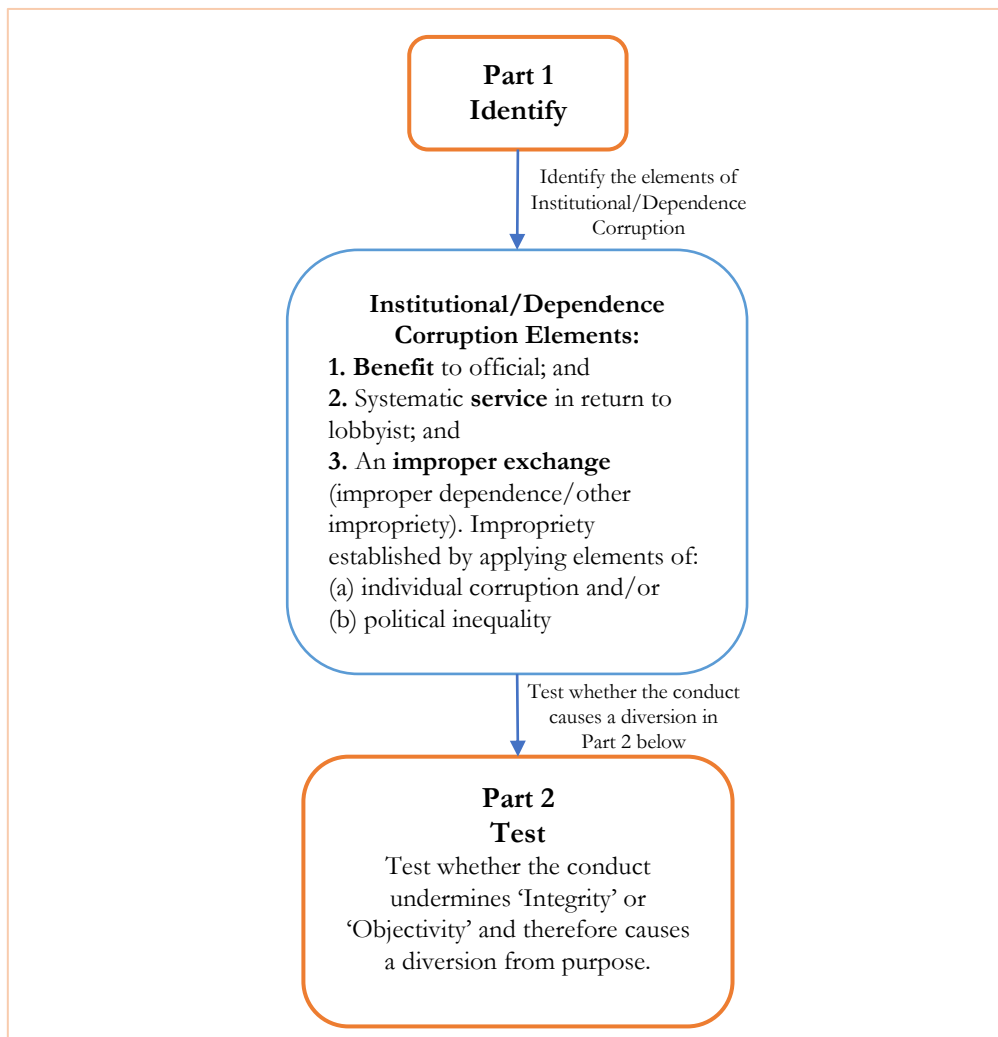 Part 1
Identify
Identify the elements of
Institutional/Dependence
Corruption
Institutional/Dependence
Corruption Elements:
1. Benefit to official; and
2. Systematic service in return to
lobbyist; and
3. An improper exchange
(improper dependence/other
impropriety). Impropriety
established by applying elements of:
(a) individual corruption and/or
(b) political inequality
Test whether the conduct
causes a diversion in
Part 2 below
Part 2
Test
Test whether the conduct
undermines ‘Integrity’ or
‘Objectivity’ and therefore causes
a diversion from purpose.